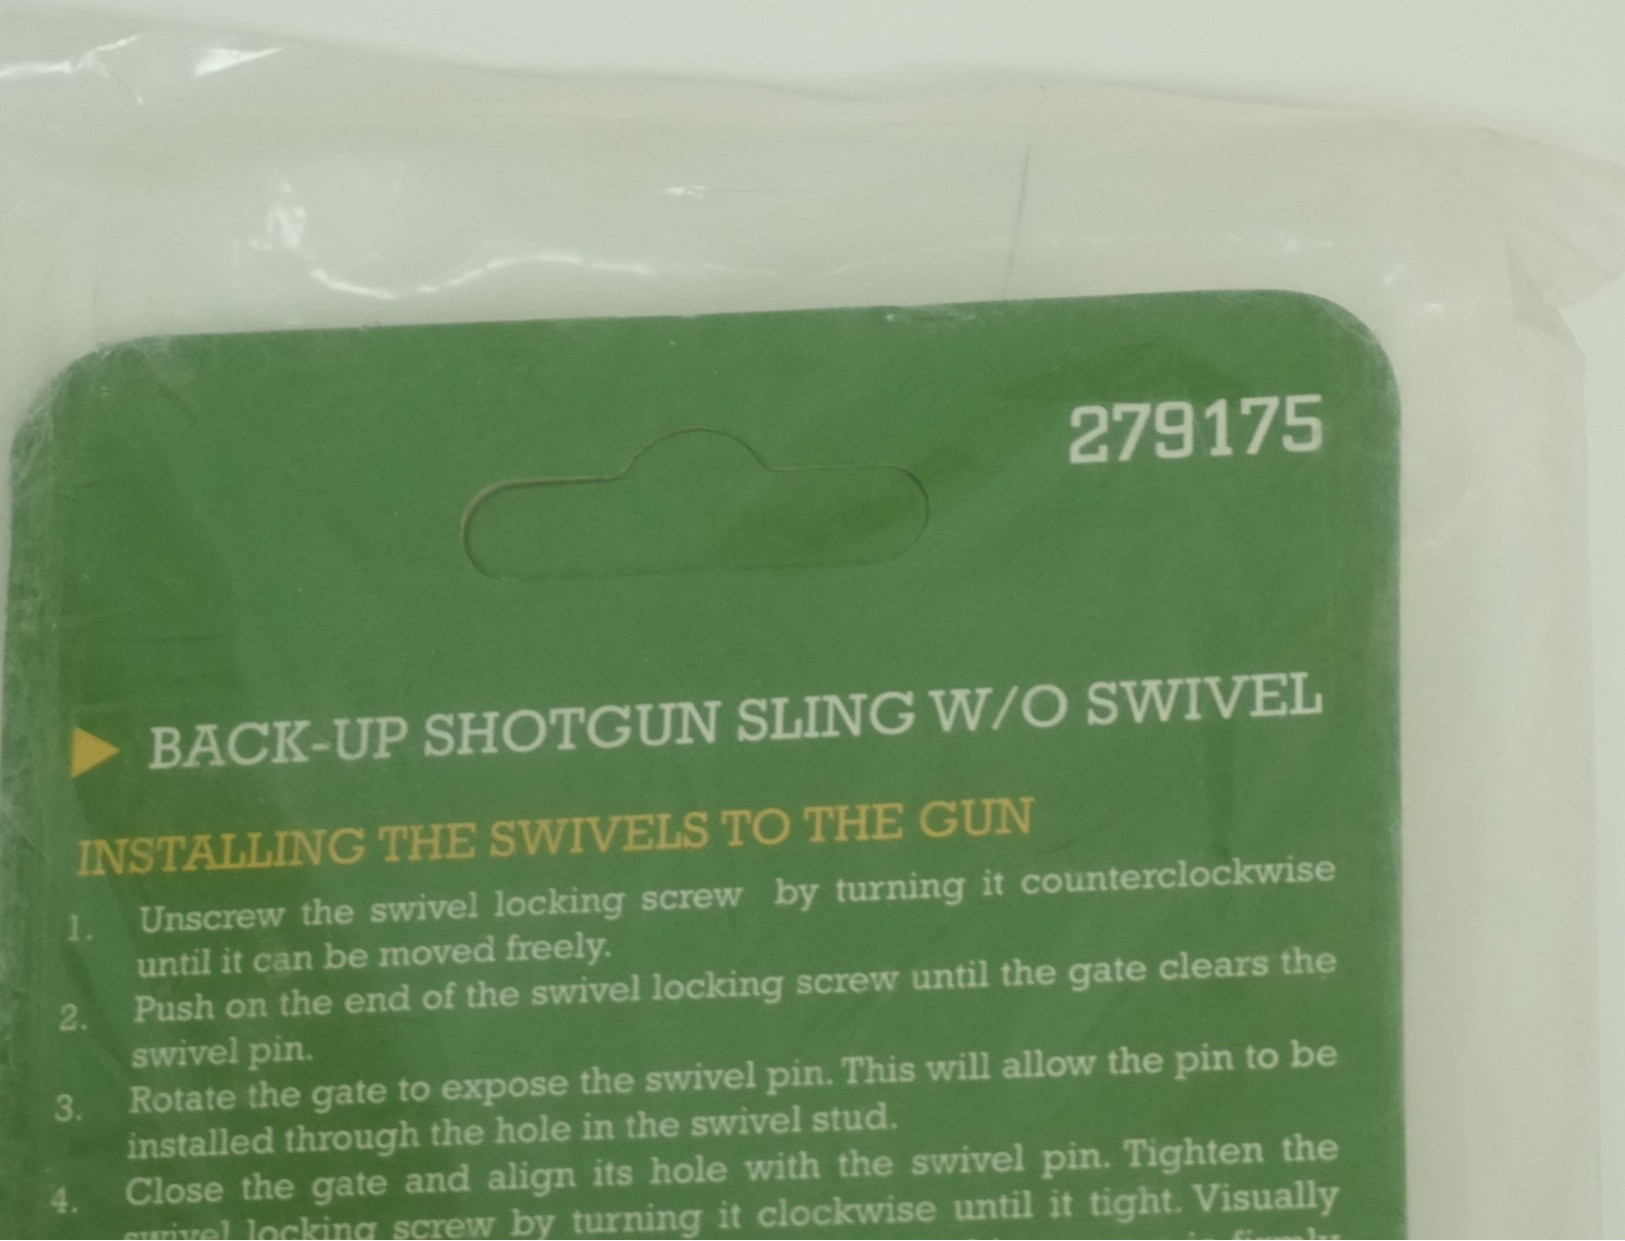 279175
BACK-UP SHOTGUN SLING W/O SWIVEL
INSTALLING THE SWIVELS TO THE GUN
1. Unscrew the swivel locking screw by turning it counterclockwise
until it can be moved freely.
2. Push on the end of the swivel locking screw until the gate clears the
swivel pin.
3. Rotate the gate to expose the swivel pin. This will allow the pin to be
installed through the hole in the swivel stud.
4. Close the gate and align its hole with the swivel pin. Tighten the
swivel locking screw by turning it clockwise until it tight. Visually
is firmly